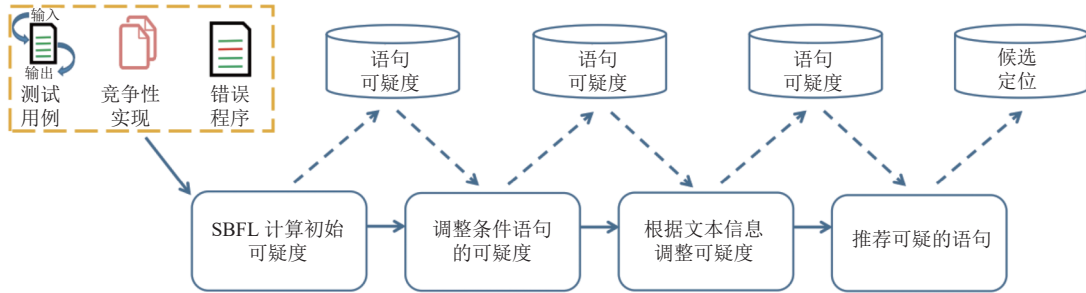 输入
输出
测试
用例
竞争性
实现
错误
程序
语句
可疑度
语句
可疑度
语句
可疑度
候选
定位
SBFL 计算初始
可疑度
调整条件语句
的可疑度
根据文本信息
调整可疑度
推荐可疑的语句